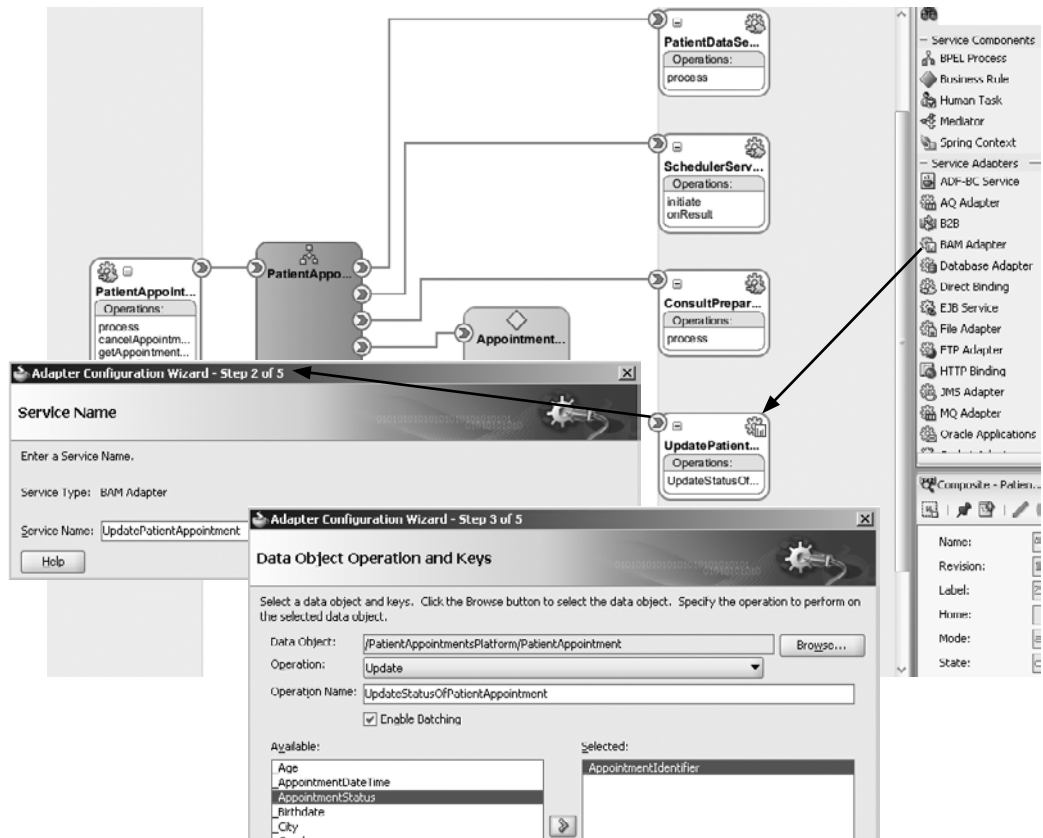 PatientDataSe...
Operations:
process
SchedulerServ...
Operations:
initiate
onResult
PatientAppoint...
Operations:
process
cancelAppointm...
getAppointment...
PatientAppo...
Appointment...
ConsultPrepar...
Operations:
process
UpdatePatient...
Operations:
UpdateStatusOf...
Service Components
BPEL Process
Business Rule
Human Task
Mediator
Spring Context
Service Adapters
ADF-BC Service
AQ Adapter
B2B
BAM Adapter
Database Adapter
Direct Binding
EJB Service
File Adapter
FTP Adapter
HTTP Binding
JMS Adapter
MQ Adapter
Oracle Applications
Composite - Patien...
Name:
Revision:
Label:
Home:
Mode:
State:
Adapter Configuration Wizard - Step 2 of 5
Service Name
Enter a Service Name.
Service Type: BAM Adapter
Service Name: UpdatePatientAppointment
Help
Adapter Configuration Wizard - Step 3 of 5
Data Object Operation and Keys
Select a data object and keys. Click the Browse button to select the data object. Specify the operation to perform on
the selected data object.
Data Object: /PatientAppointmentsPlatform/PatientAppointment
Browse...
Operation: Update
Operation Name: UpdateStatusOfPatientAppointment
Enable Batching
Available:
_Age
_AppointmentDateTime
_AppointmentStatus
_Birthdate
_City
Selected:
_AppointmentIdentifier